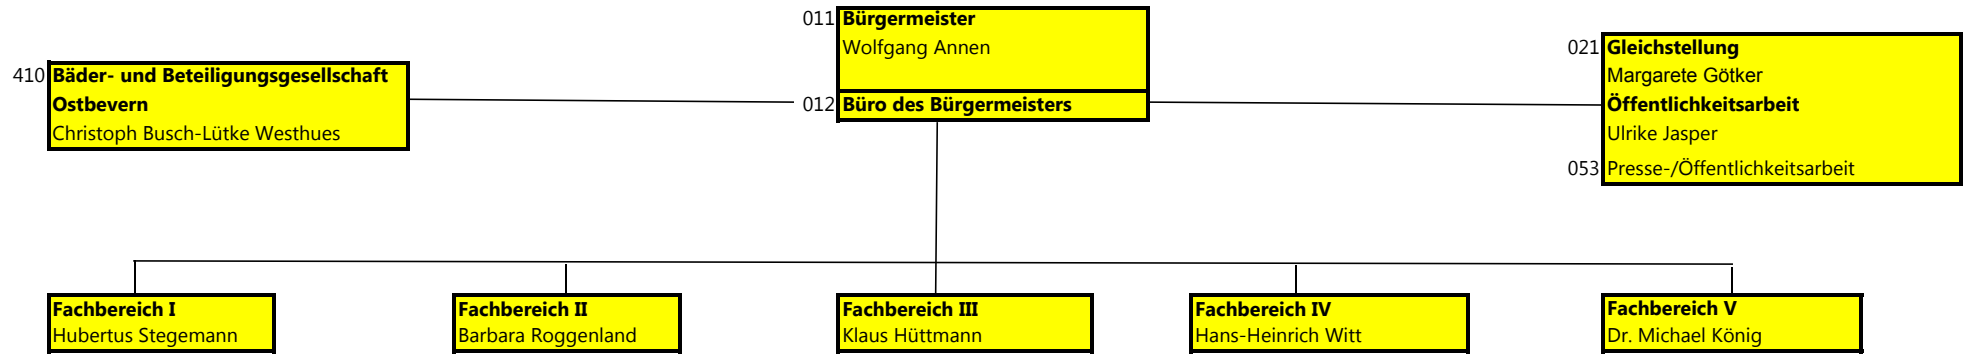 011 Bürgermeister
Wolfgang Annen
012 Büro des Bürgermeisters
410 Bäder- und Beteiligungsgesellschaft
Ostbevern
Christoph Busch-Lütke Westhues
021 Gleichstellung
Margarete Götker
Öffentlichkeitsarbeit
Ulrike Jasper
053 Presse-/Öffentlichkeitsarbeit
Fachbereich I
Hubertus Stegemann
Fachbereich II
Barbara Roggenland
Fachbereich III
Klaus Hüttmann
Fachbereich IV
Hans-Heinrich Witt
Fachbereich V
Dr. Michael König